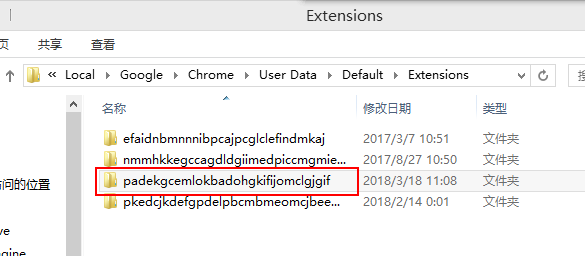 Extensions
页 共享 查看
« Local Google Chrome User Data Default Extensions
名称 修改日期 类型
efaidnbmnnnibpcajpcglclefindmkaj 2017/3/7 10:51 文件夹
nmmhkkegccagdldgiimedpiccmgmie... 2017/8/27 10:50 文件夹
访问的位置 padekgcemlokbadohgkifijomclgjgif 2018/3/18 11:08 文件夹
pkedcjkdefgpdelpbcmbmeomcjbee... 2018/2/14 0:01 文件夹
ve
ngine